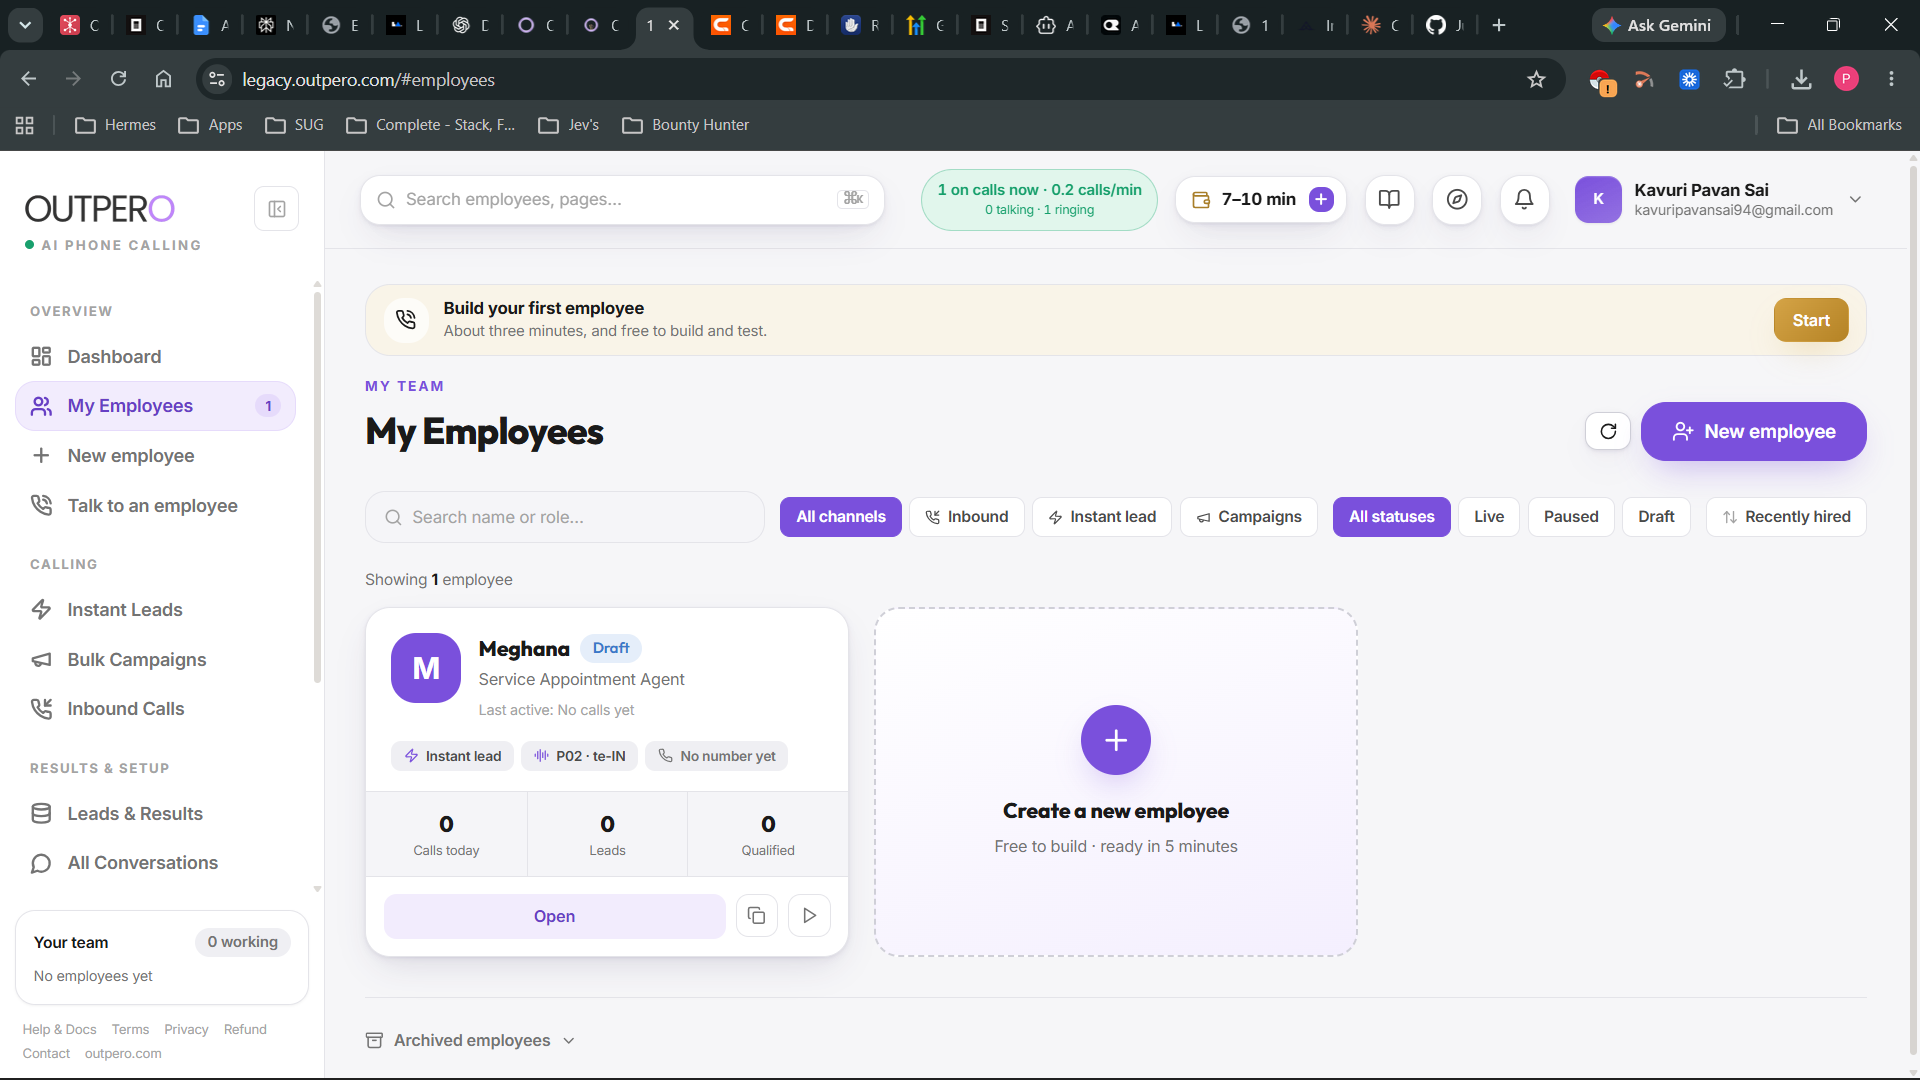 Ask Gemini
legacy.outpero.com/#employees
Hermes
Apps
SUG
Complete - Stack, F...
Jev's
Bounty Hunter
All Bookmarks
OUTPERO
AI PHONE CALLING
Search employees, pages...
⌘k
1 on calls now · 0.2 calls/min
0 talking · 1 ringing
7–10 min
K
Kavuri Pavan Sai
kavuripavansai94@gmail.com
OVERVIEW
Dashboard
My Employees 1
New employee
Talk to an employee
CALLING
Instant Leads
Bulk Campaigns
Inbound Calls
RESULTS & SETUP
Leads & Results
All Conversations
Your team
0 working
No employees yet
Help & Docs Terms Privacy Refund
Contact outpero.com
Build your first employee
About three minutes, and free to build and test.
Start
MY TEAM
My Employees
New employee
Search name or role...
All channels
Inbound
Instant lead
Campaigns
All statuses
Live
Paused
Draft
Recently hired
Showing 1 employee
M
Meghana
Draft
Service Appointment Agent
Last active: No calls yet
Instant lead
P02 · te-IN
No number yet
0 0 0
Calls today Leads Qualified
Open
Create a new employee
Free to build · ready in 5 minutes
Archived employees